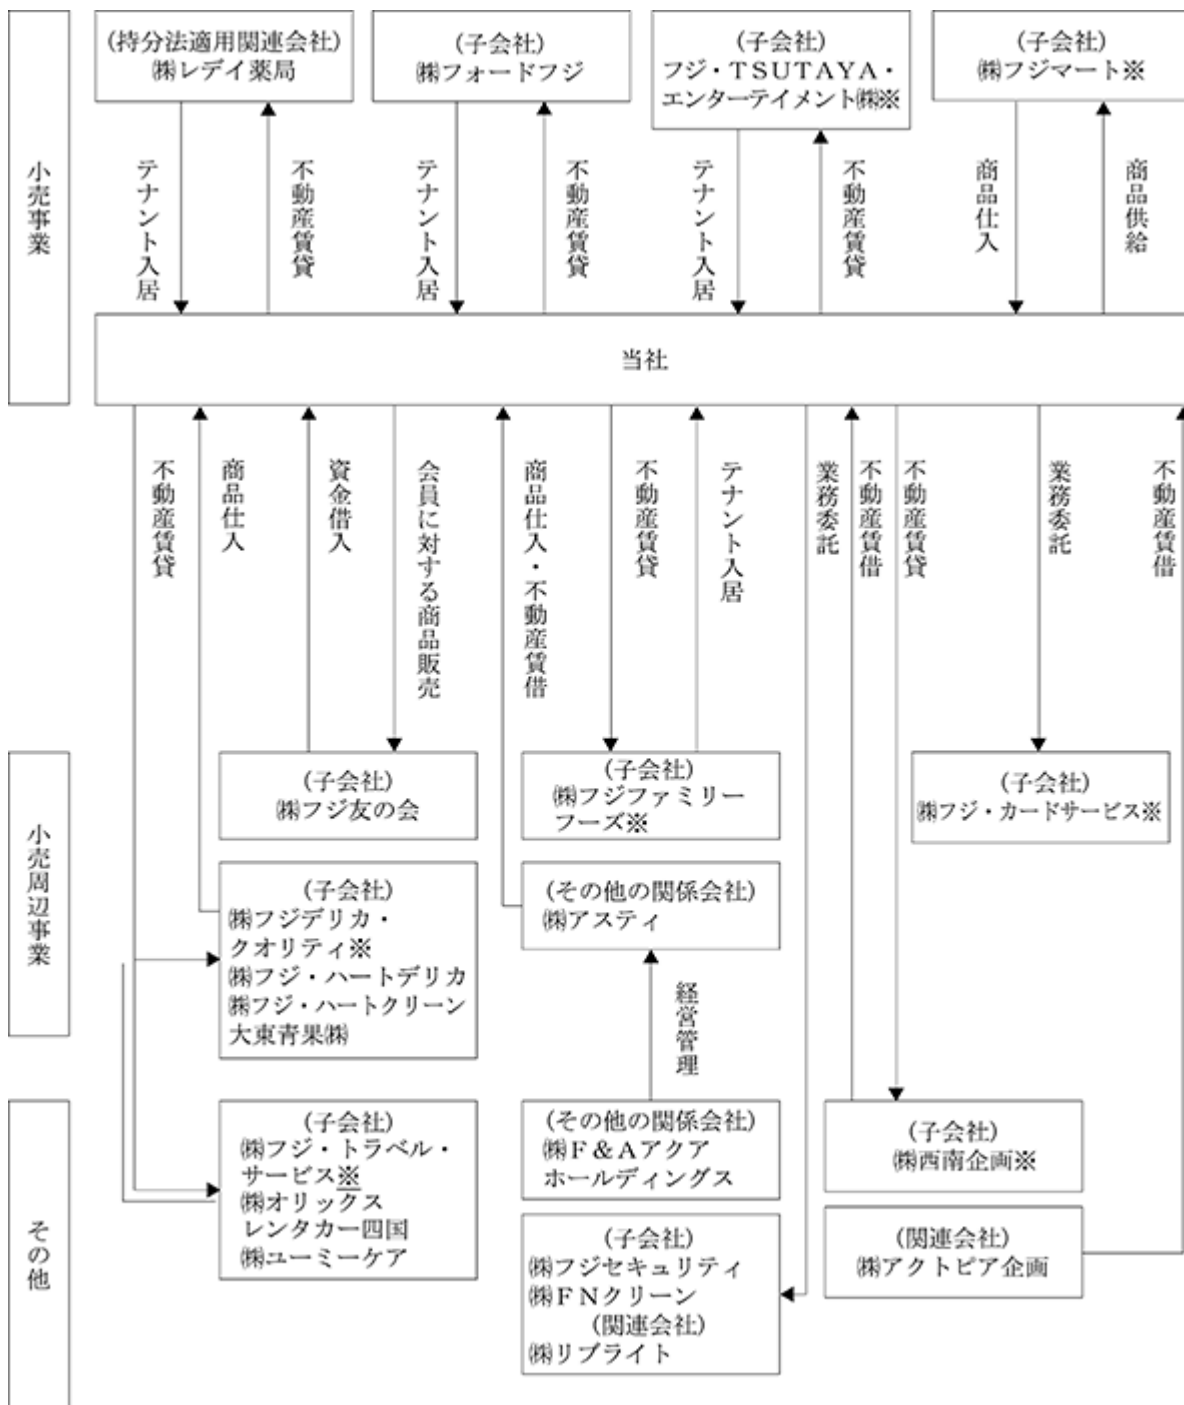 小売事業
(持分法適用関連会社)
㈱レデイ薬局
(子会社)
㈱フォードフジ
(子会社)
フジ・ＴＳＵＴＡＹＡ・
エンターテイメント㈱※
(子会社)
㈱フジマート※
テナント入居
不動産賃貸
テナント入居
不動産賃貸
テナント入居
不動産賃貸
商品仕入
商品供給
当社
不動産賃貸
商品仕入
資金借入
会員に対する商品販売
商品仕入・不動産賃借
不動産賃貸
テナント入居
業務委託
不動産賃借
不動産賃貸
業務委託
不動産賃借
小売周辺事業
(子会社)
㈱フジ友の会
(子会社)
㈱フジファミリー
フーズ※
(子会社)
㈱フジ・カードサービス※
(子会社)
㈱フジデリカ・
クオリティ※
㈱フジ・ハートデリカ
㈱フジ・ハートクリーン
大東青果㈱
(その他の関係会社)
㈱アスティ
経営管理
その他
(子会社)
㈱フジ・トラベル・
サービス※
㈱オリックス
レンタカー四国
㈱ユーミーケア
(その他の関係会社)
㈱Ｆ＆Ａアクア
ホールディングス
(子会社)
㈱フジセキュリティ
㈱ＦＮクリーン
(関連会社)
㈱リブライト
(子会社)
㈱西南企画※
(関連会社)
㈱アクトピア企画